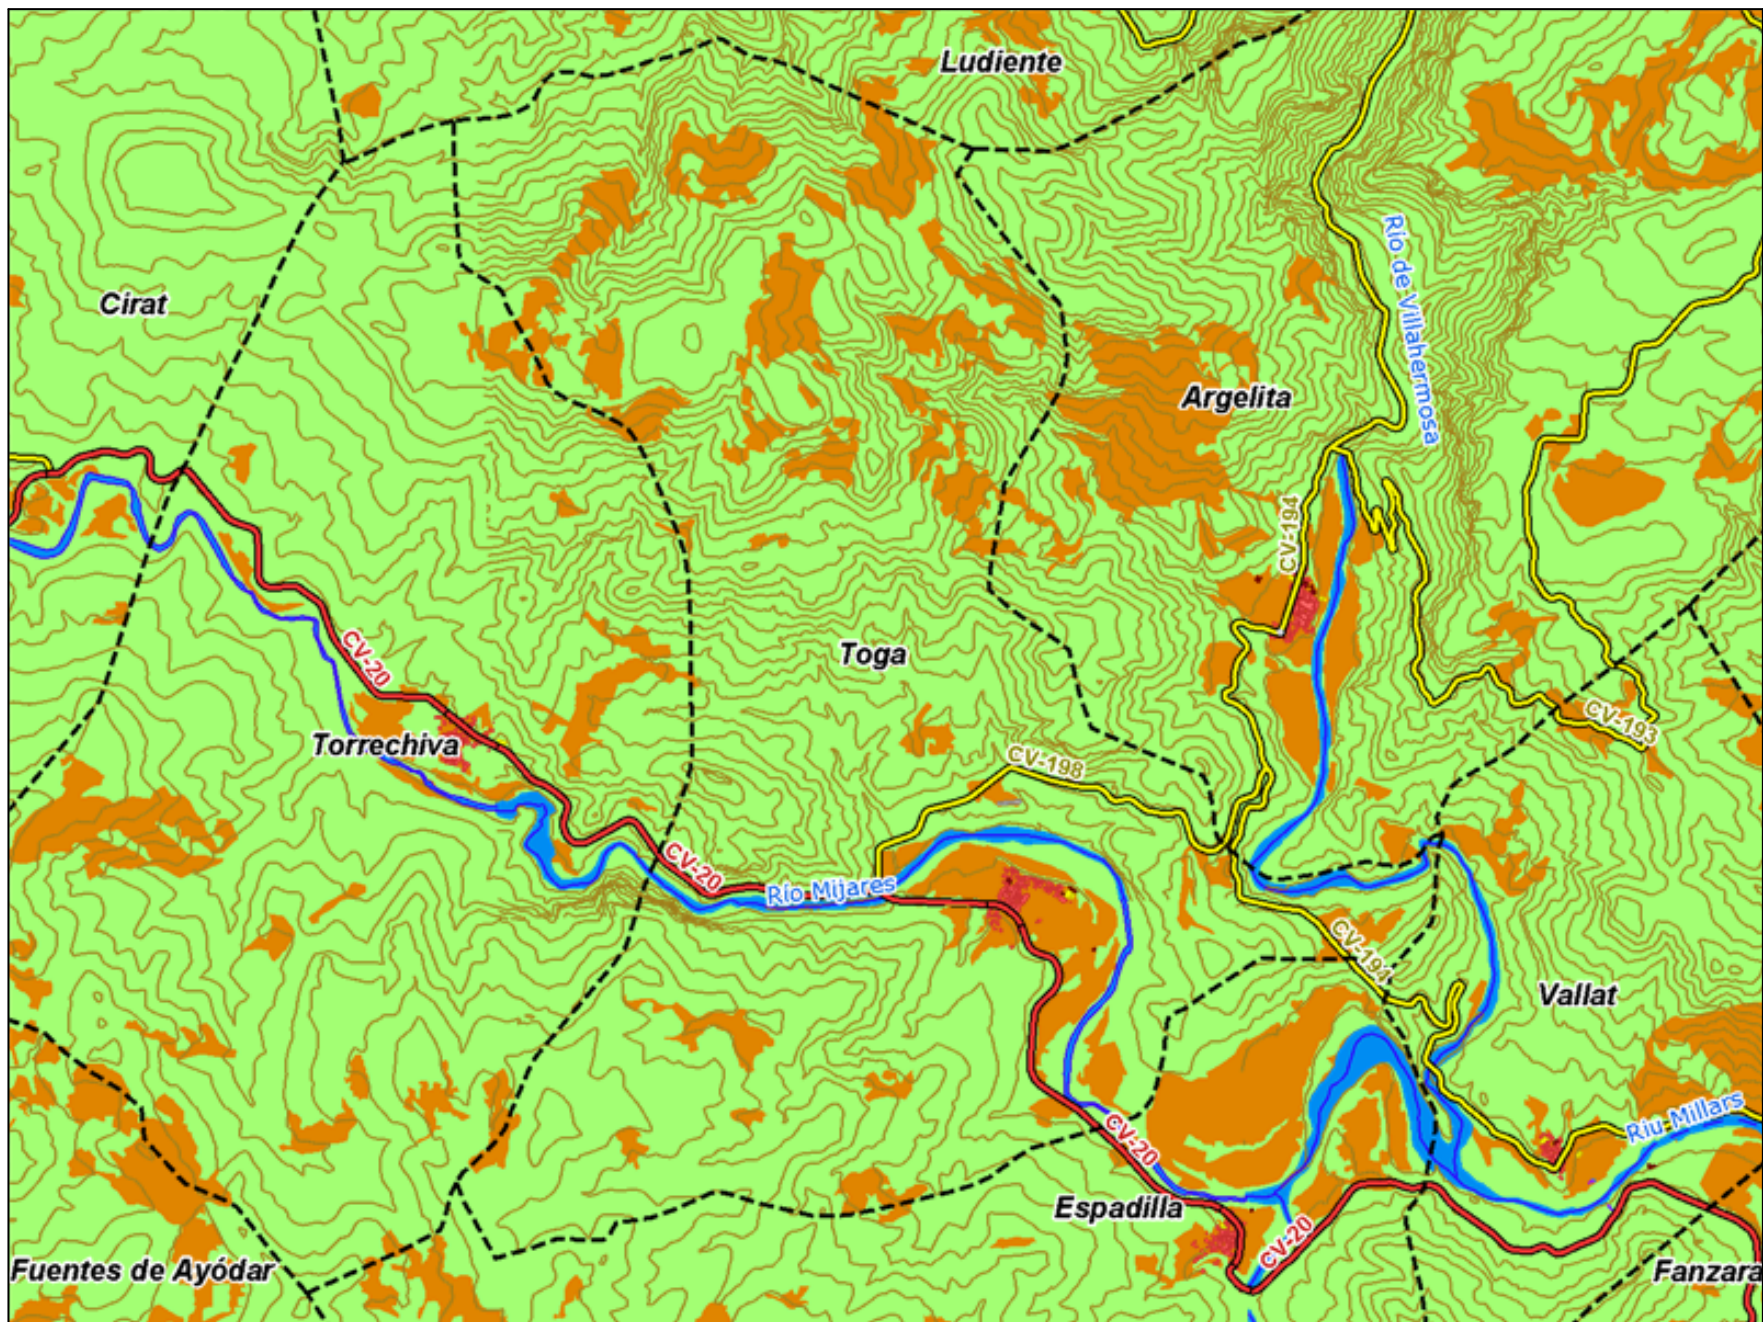 Ludiente
Río de Villahermosa
Cirat
Argelita
CV-194
CV-20
Toga
Torrechiva
CV-193
CV-198
CV-20
Río Mijares
CV-194
Vallat
CV-20
Riu Millars
Espadilla
CV-20
Fuentes de Ayódar
Fanzara